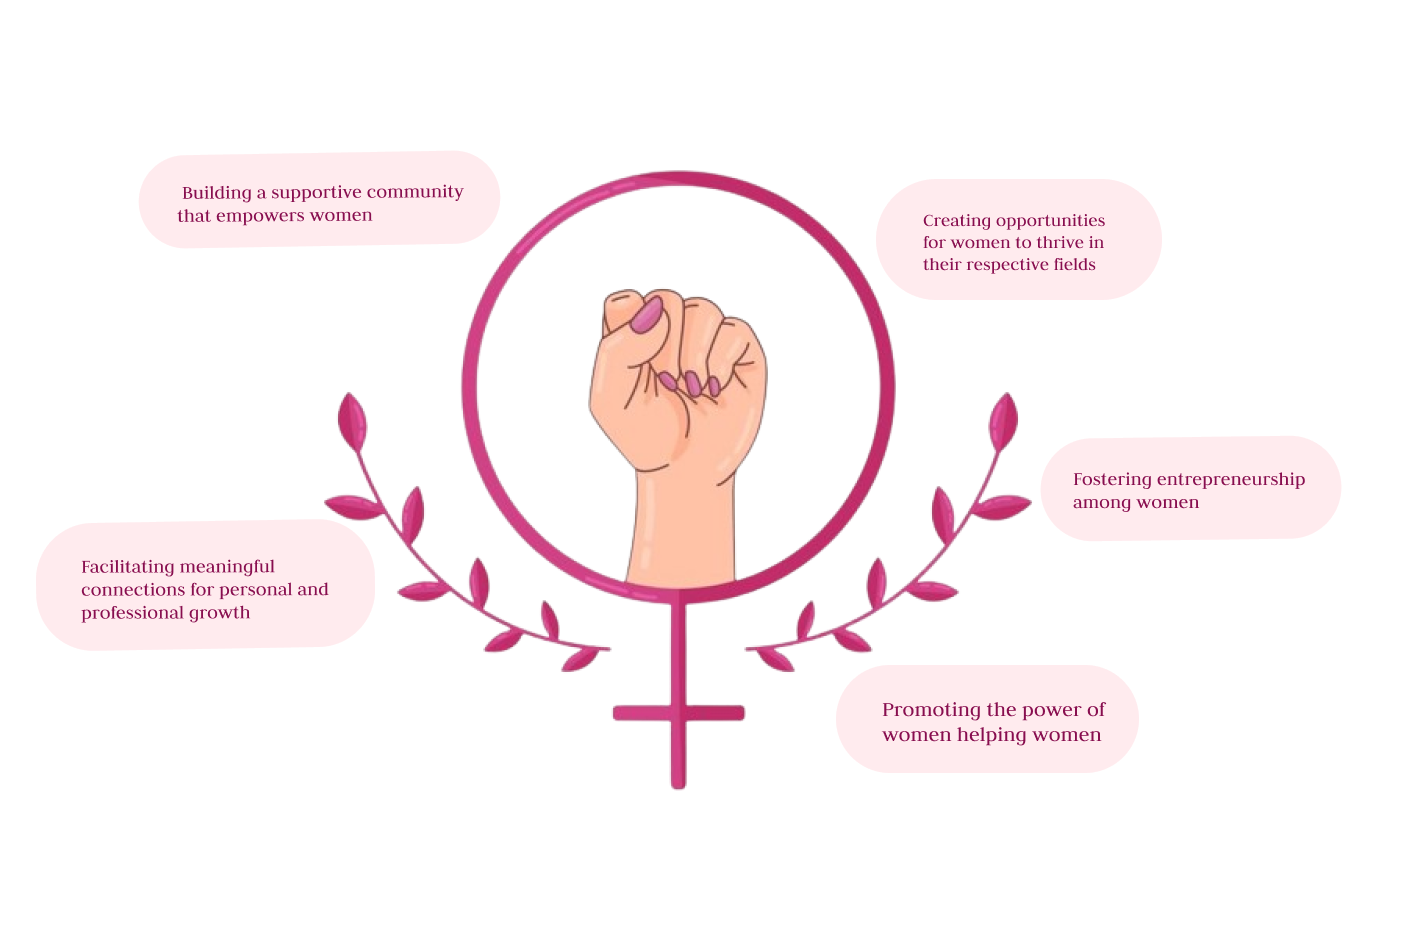 Building a supportive community
that empowers women
Creating opportunities
for women to thrive in
their respective fields
Fostering entrepreneurship
among women
Facilitating meaningful
connections for personal and
professional growth
Promoting the power of
women helping women